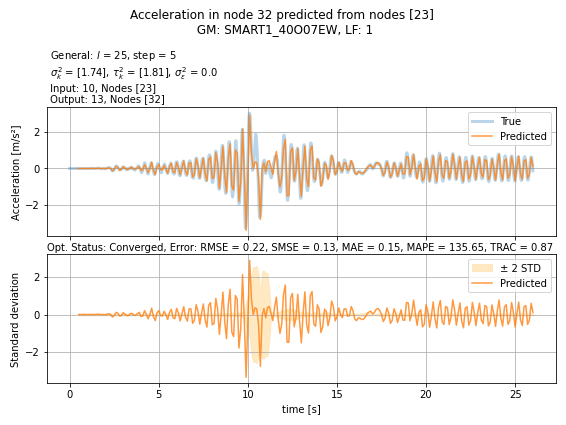 Acceleration in node 32 predicted from nodes [23]
GM: SMART1_40O07EW, LF: 1
General: l = 25, step = 5
σ²ₖ = [1.74], τ²ₖ = [1.81], σ²ε = 0.0
Input: 10, Nodes [23]
Output: 13, Nodes [32]
Acceleration [m/s²]
2
0
−2
True
Predicted
Opt. Status: Converged, Error: RMSE = 0.22, SMSE = 0.13, MAE = 0.15, MAPE = 135.65, TRAC = 0.87
Standard deviation
2
0
−2
± 2 STD
Predicted
0 5 10 15 20 25
time [s]